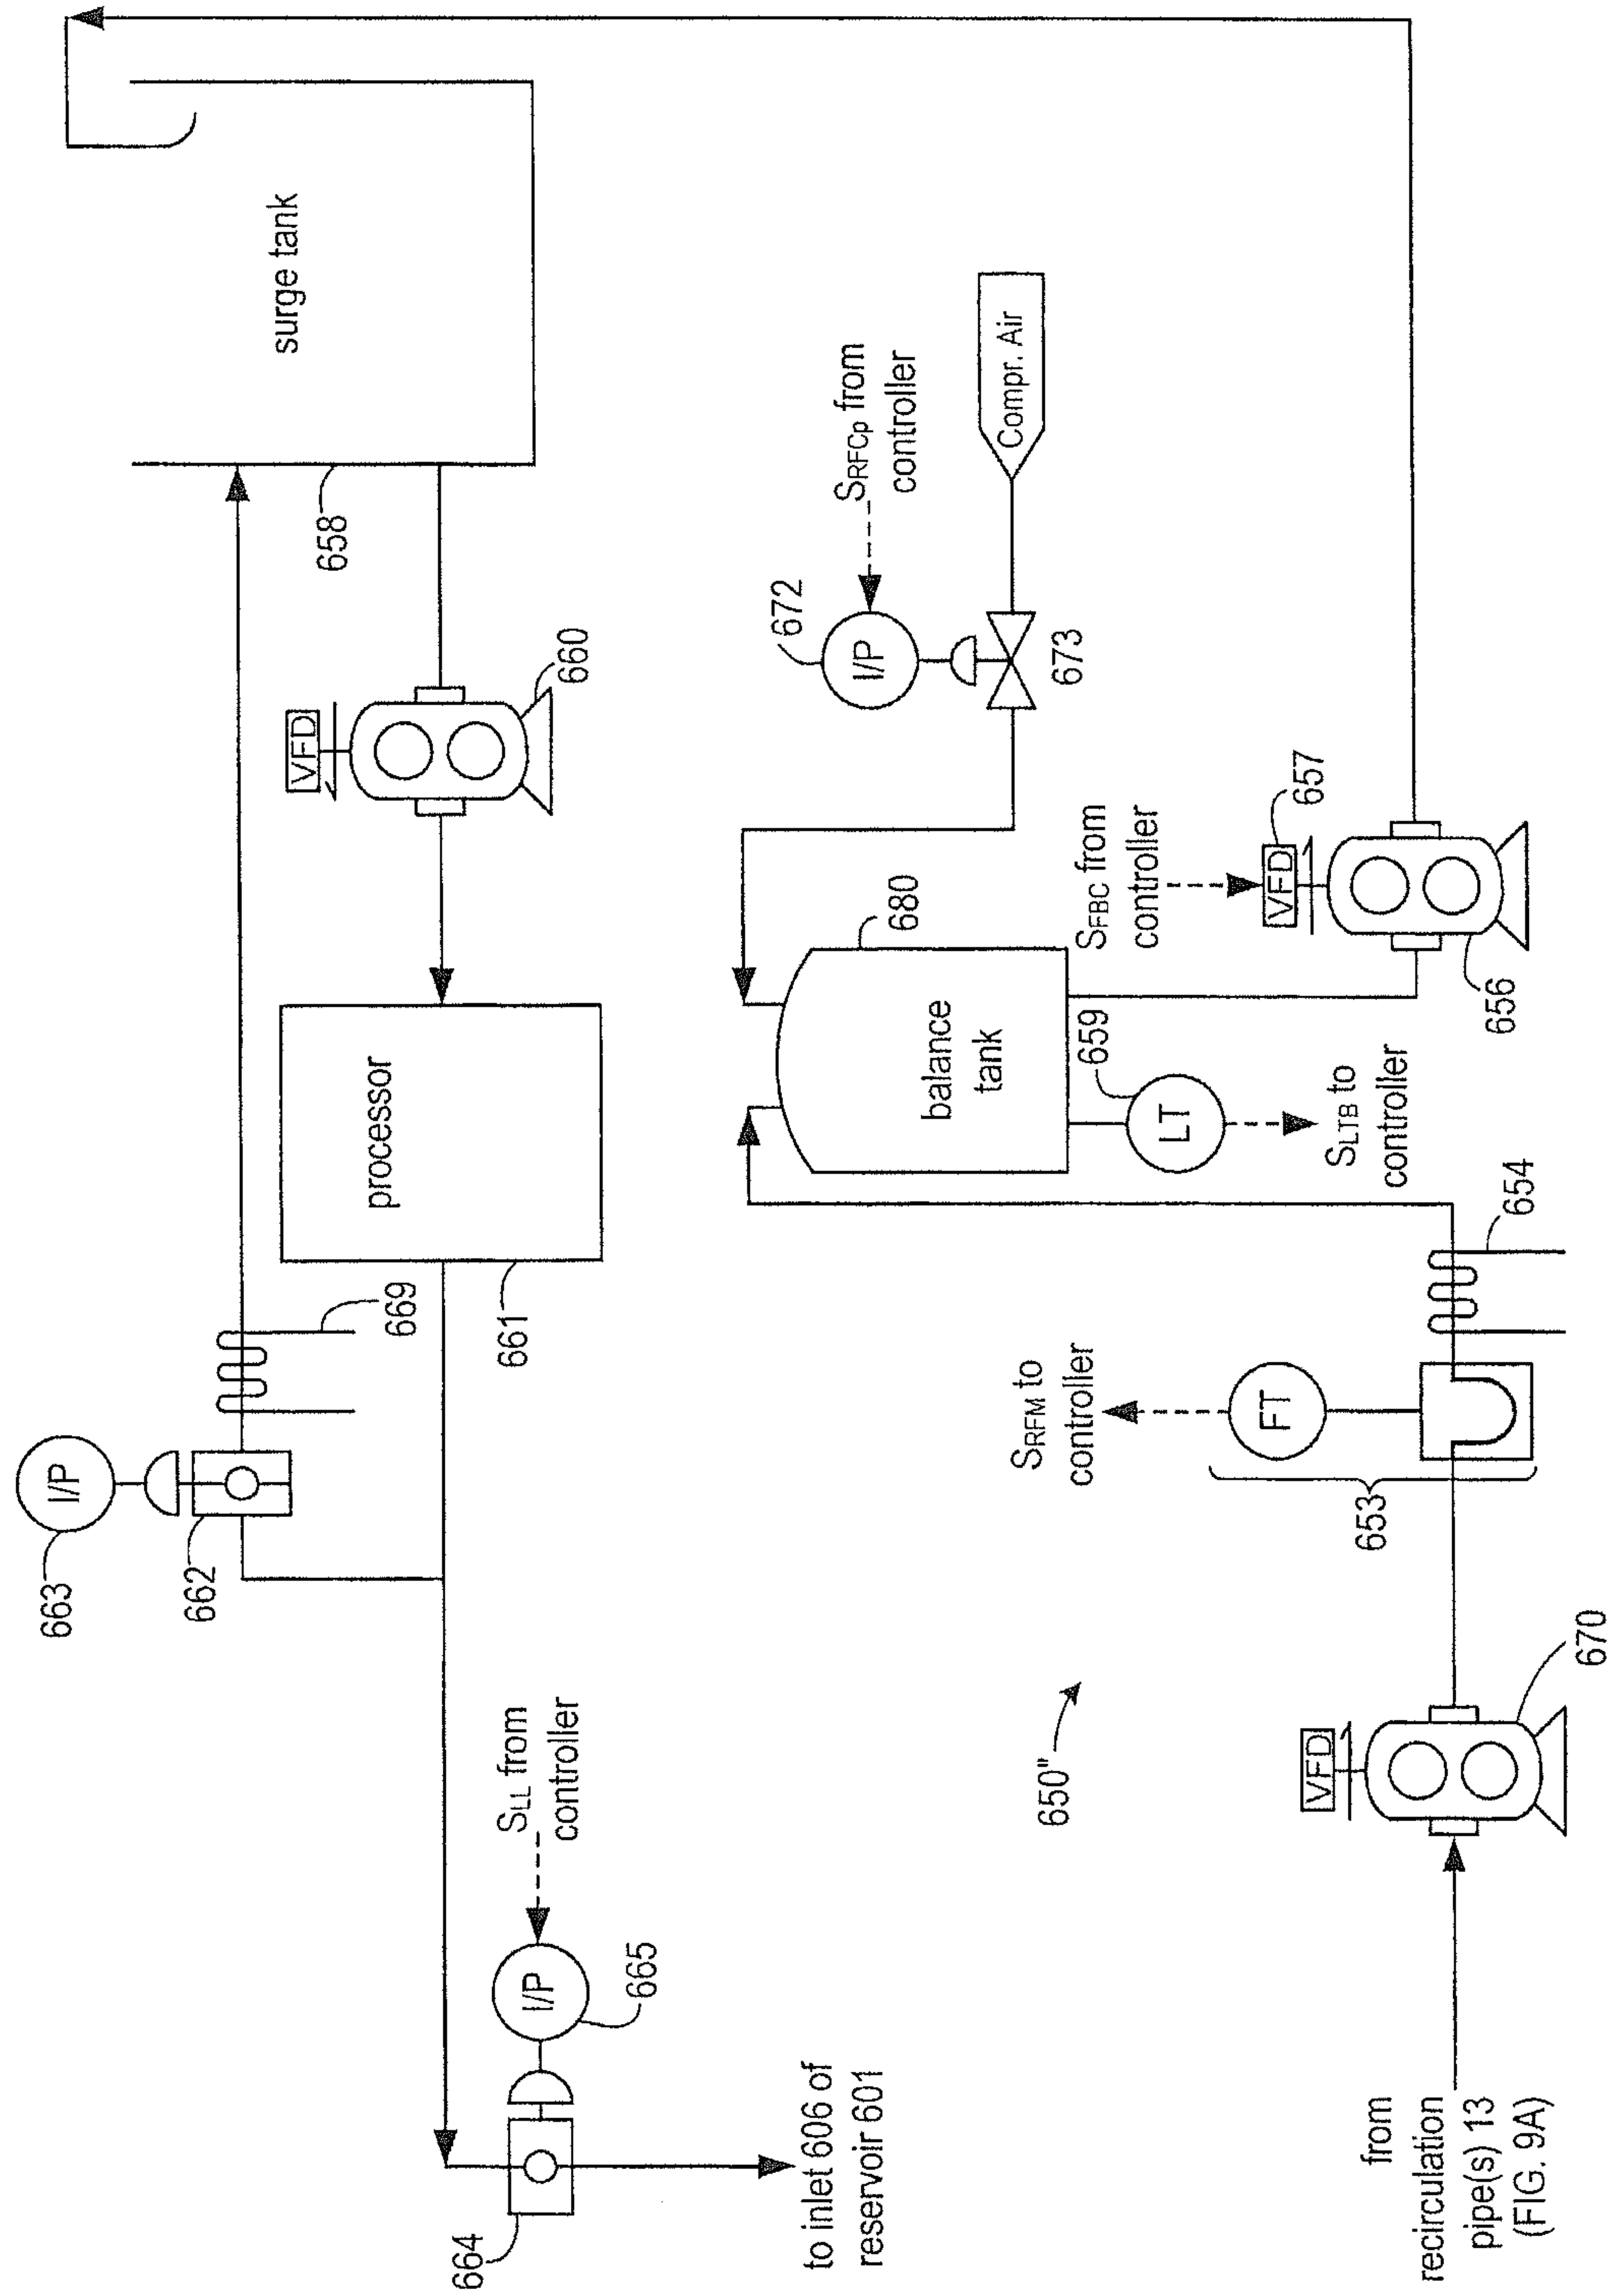 663
I/P
662
669
658
surge tank
VFD
660
processor
661
SLL from
controller
I/P
665
664
to inlet 606 of
reservoir 601
672
I/P
SRFCp from
controller
673
Compr. Air
680
balance
tank
659
LT
SLTB to
controller
SFBC from
controller
VFD
657
656
SRFM to
controller
FT
653
654
650"
VFD
670
from
recirculation
pipe(s) 13
(FIG. 9A)